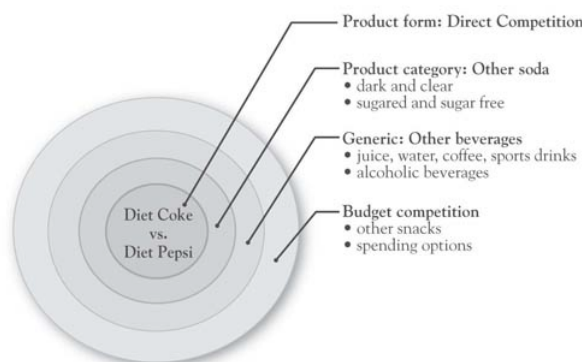 Product form: Direct Competition
Product category: Other soda
• dark and clear
• sugared and sugar free
Generic: Other beverages
• juice, water, coffee, sports drinks
• alcoholic beverages
Budget competition
• other snacks
• spending options
Diet Coke
vs.
Diet Pepsi